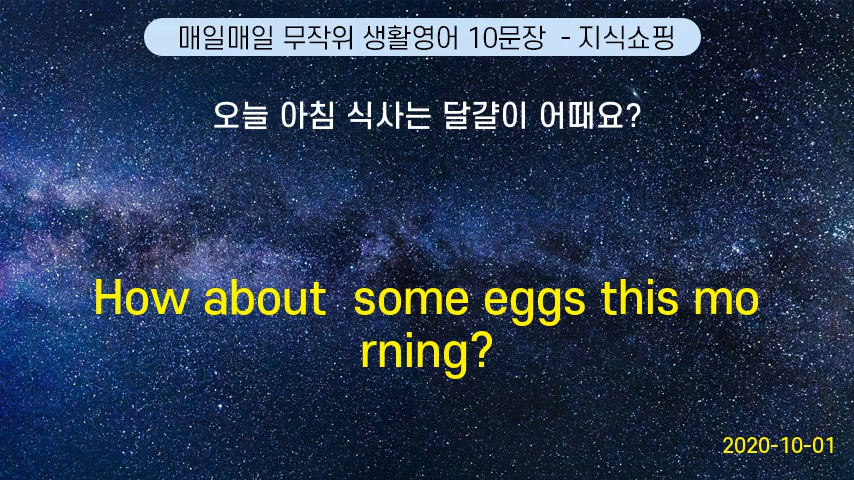 매일매일 무작위 생활영어 10문장 - 지식쇼핑
오늘 아침 식사는 달걀이 어때요?
How about  some eggs this mo
rning?
2020-10-01